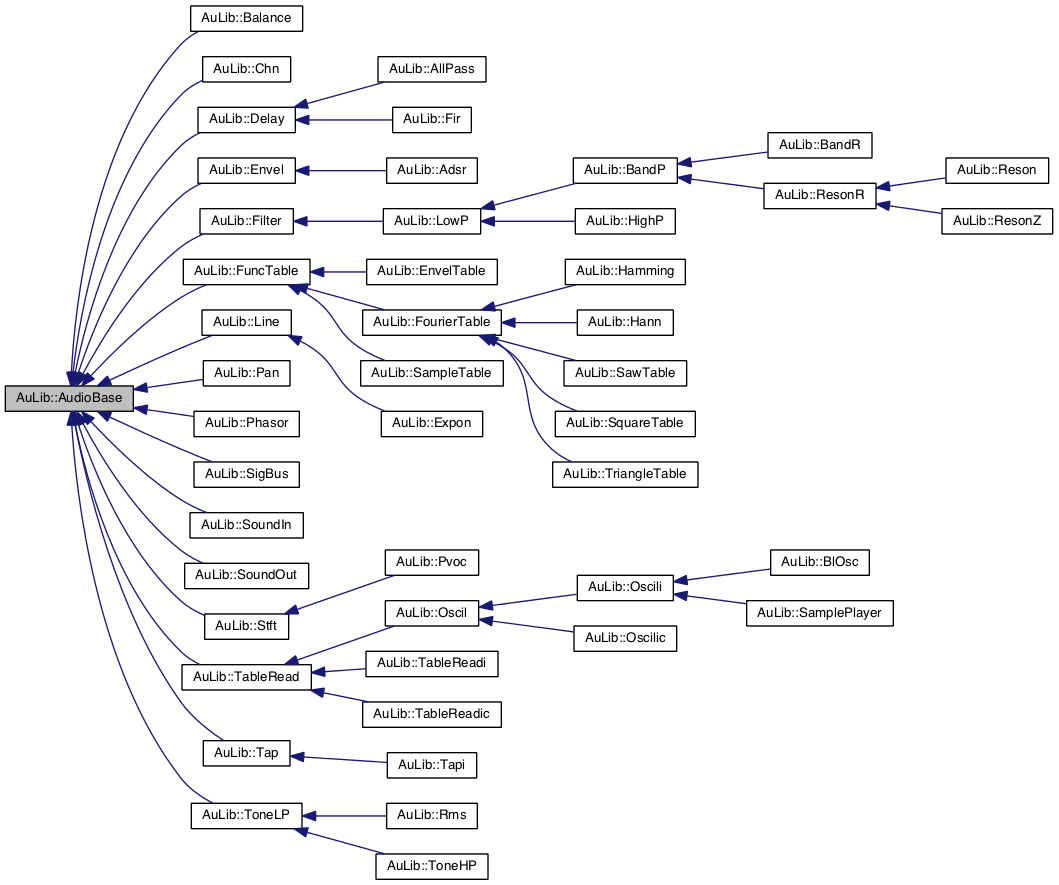 AuLib::Balance
AuLib::Chn
AuLib::AllPass
AuLib::Delay
AuLib::Fir
AuLib::BandR
AuLib::Envel
AuLib::Adsr
AuLib::BandP
AuLib::Reson
AuLib::ResonR
AuLib::Filter
AuLib::LowP
AuLib::HighP
AuLib::ResonZ
AuLib::FuncTable
AuLib::EnvelTable
AuLib::Hamming
AuLib::Line
AuLib::FourierTable
AuLib::Hann
AuLib::Pan
AuLib::SampleTable
AuLib::SawTable
AuLib::AudioBase
AuLib::Phasor
AuLib::Expon
AuLib::SquareTable
AuLib::SigBus
AuLib::TriangleTable
AuLib::SoundIn
AuLib::SoundOut
AuLib::Pvoc
AuLib::BlOsc
AuLib::Oscili
AuLib::Stft
AuLib::Oscil
AuLib::SamplePlayer
AuLib::Oscilic
AuLib::TableRead
AuLib::TableReadi
AuLib::TableReadic
AuLib::Tap
AuLib::Tapi
AuLib::ToneLP
AuLib::Rms
AuLib::ToneHP